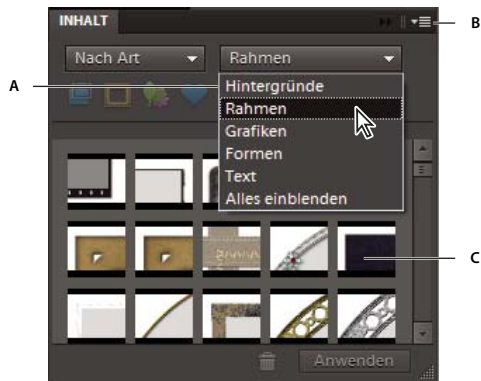 INHALT
B
Nach Art Rahmen
A
Hintergründe
Rahmen
Grafiken
Formen
Text
Alles einblenden
C
Anwenden